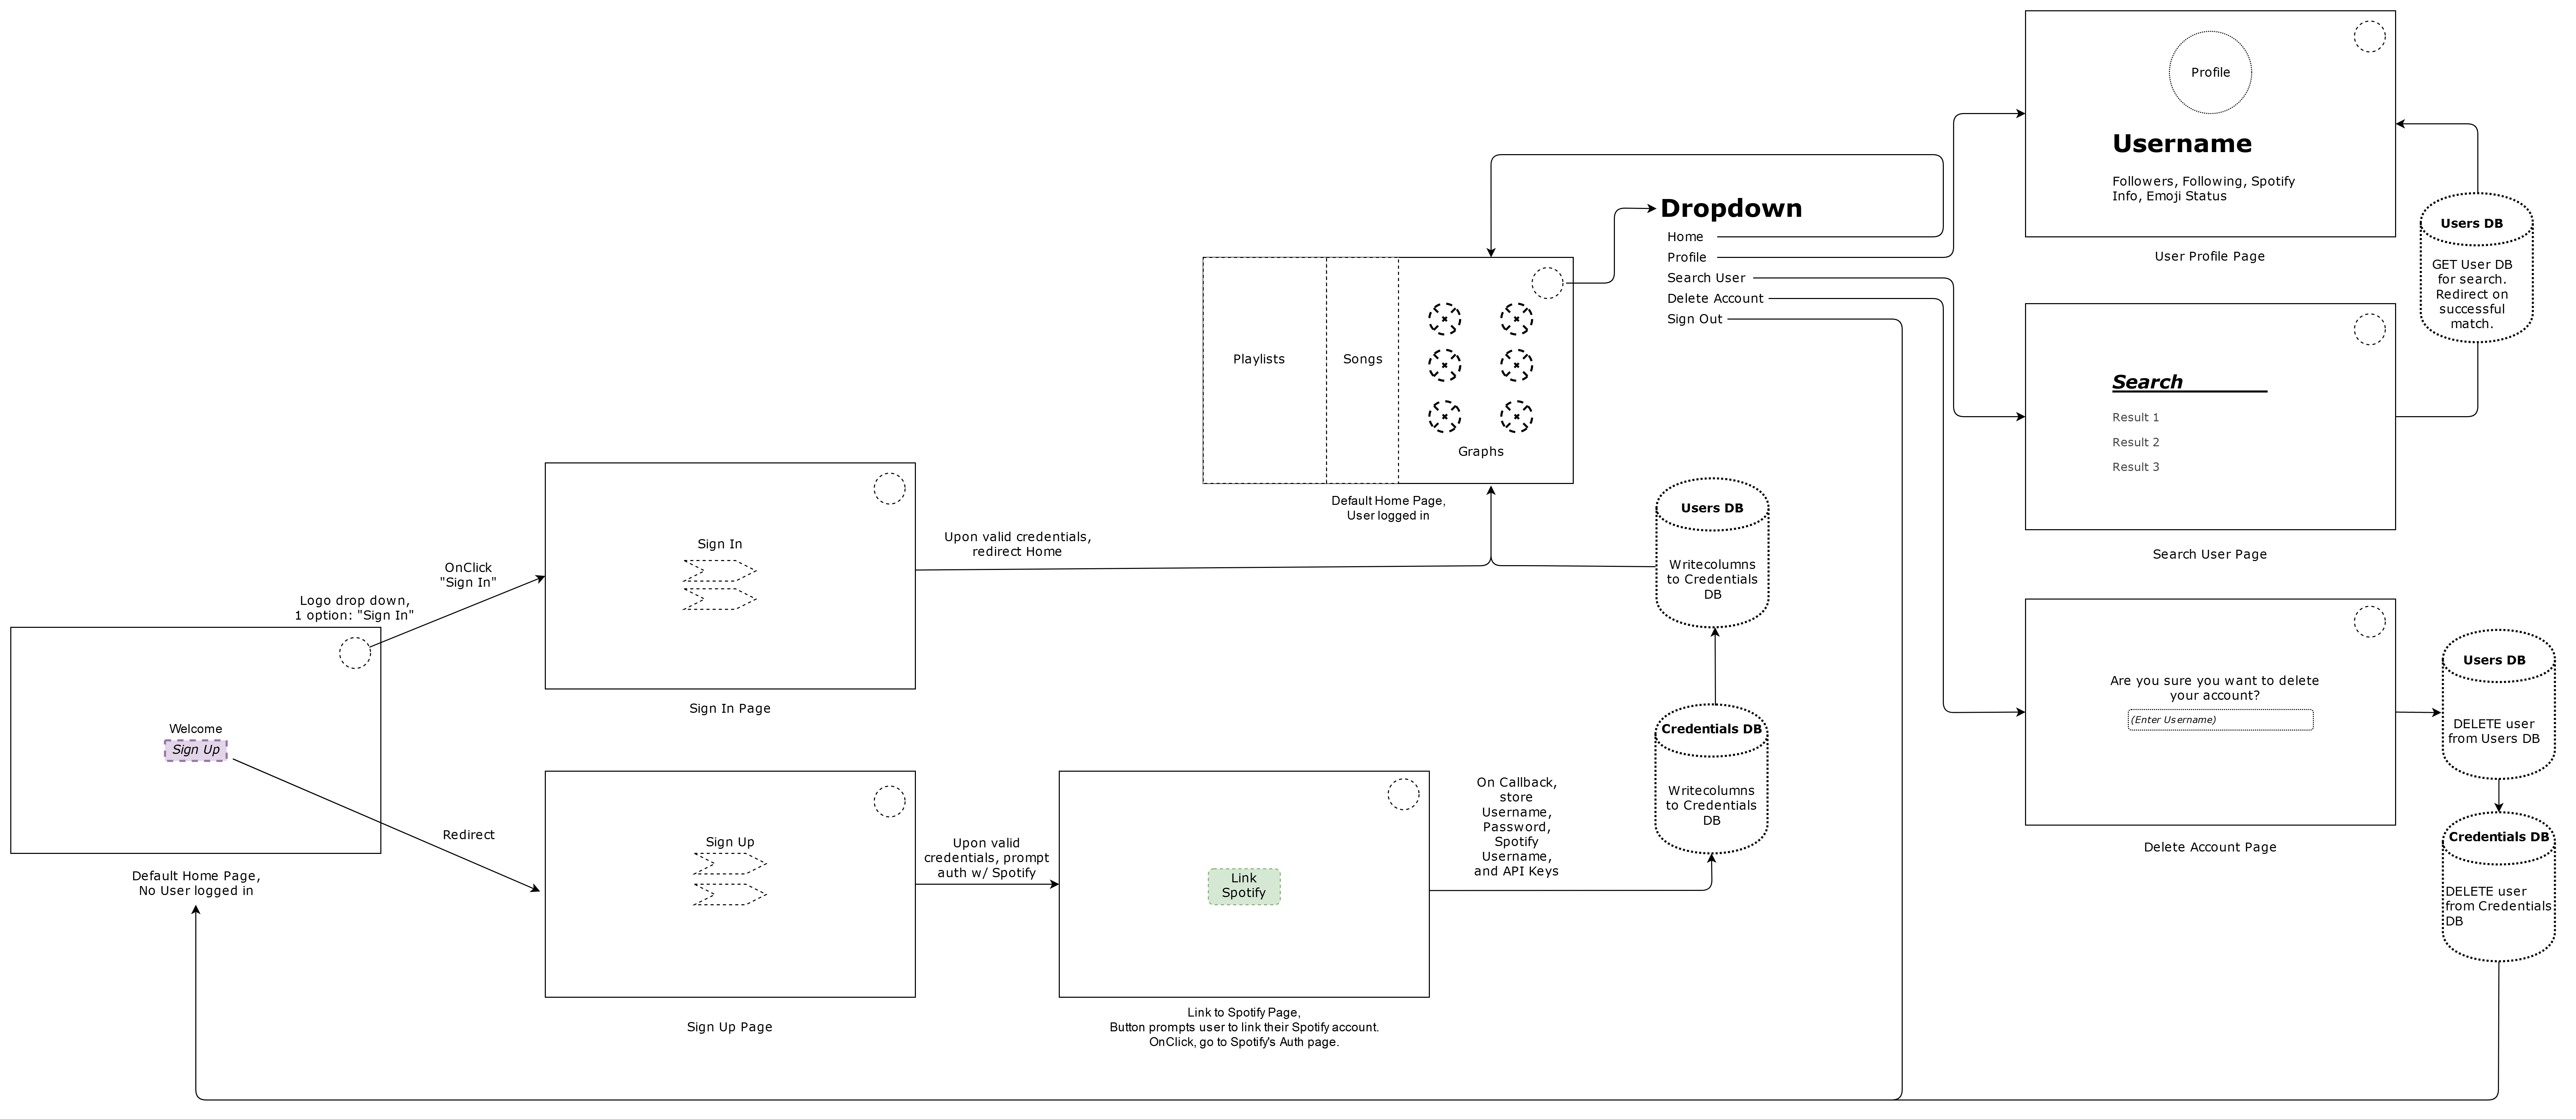 Profile
Username
Followers, Following, Spotify
Info, Emoji Status
User Profile Page
Users DB
GET User DB
for search.
Redirect on
successful
match.
Dropdown
Home
Profile
Search User
Delete Account
Sign Out
Playlists
Songs
Graphs
Default Home Page,
User logged in
Search
Result 1
Result 2
Result 3
Search User Page
Sign In
Sign In Page
Upon valid credentials,
redirect Home
OnClick
"Sign In"
Logo drop down,
1 option: "Sign In"
Users DB
Writecolumns
to Credentials
DB
Welcome
Sign Up
Default Home Page,
No User logged in
Redirect
Sign Up
Sign Up Page
Upon valid
credentials, prompt
auth w/ Spotify
Link
Spotify
Link to Spotify Page,
Button prompts user to link their Spotify account.
OnClick, go to Spotify's Auth page.
On Callback,
store
Username,
Password,
Spotify
Username,
and API Keys
Credentials DB
Writecolumns
to Credentials
DB
Are you sure you want to delete
your account?
(Enter Username)
Delete Account Page
Users DB
DELETE user
from Users DB
Credentials DB
DELETE user
from Credentials
DB